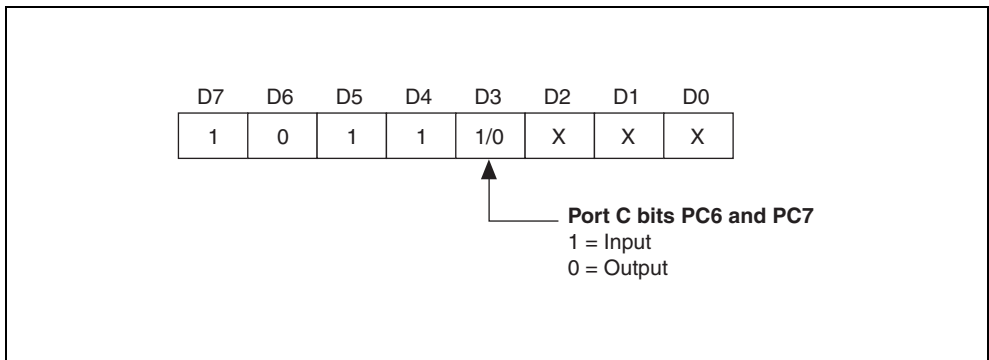 D7 D6 D5 D4 D3 D2 D1 D0
1 0 1 1 1/0 X X X
Port C bits PC6 and PC7
1 = Input
0 = Output